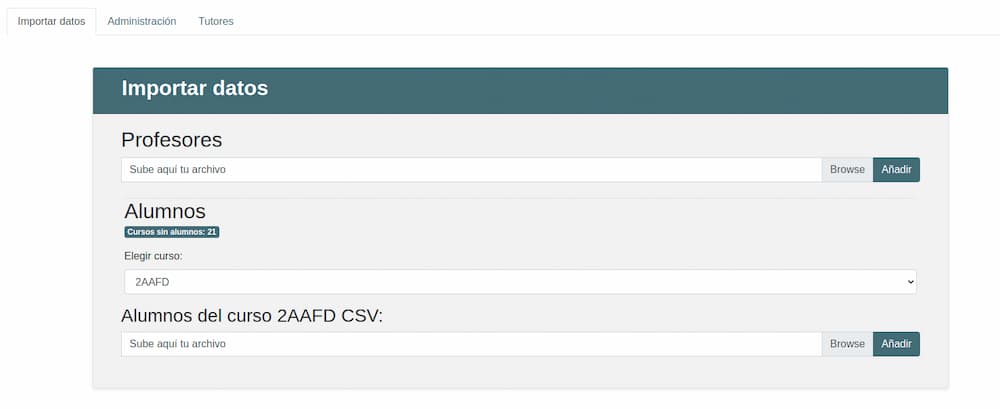 Importar datos Administración Tutores
Importar datos
Profesores
Sube aquí tu archivo Browse Añadir
Alumnos
Cursos sin alumnos: 21
Elegir curso:
2AAFD
Alumnos del curso 2AAFD CSV:
Sube aquí tu archivo Browse Añadir